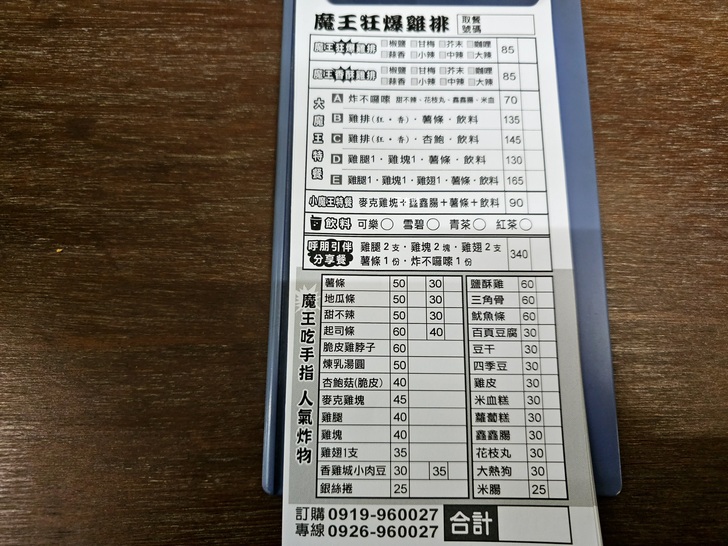 魔王狂爆雞排 取餐號碼
魔王狂爆雞排 椒鹽 甘梅 芥末 咖哩 85
蒜香 小辣 中辣 大辣
魔王香酥雞排 椒鹽 甘梅 芥末 咖哩 85
蒜香 小辣 中辣 大辣
大魔王特餐
A 炸不囉嗦 甜不辣・花枝丸・鑫鑫腸・米血 70
B 雞排(狂・香)・薯條・飲料 135
C 雞排(狂・香)・杏鮑・飲料 145
D 雞腿1・雞塊1・薯條・飲料 130
E 雞腿1・雞塊1・雞翅1・薯條・飲料 165
小魔王特餐 麥克雞塊+鑫鑫腸+薯條+飲料 90
飲料 可樂○ 雪碧○ 青茶○ 紅茶○
呼朋引伴分享餐 雞腿2支・雞塊2塊・雞翅2支 340
薯條1份・炸不囉嗦1份
魔王吃手指 人氣炸物
薯條 50 30
地瓜條 50 30
甜不辣 50 30
起司條 60 40
脆皮雞脖子 60
煉乳湯圓 50
杏鮑菇(脆皮) 40
麥克雞塊 45
雞腿 40
雞塊 40
雞翅1支 35
香雞城小肉豆 30 35
銀絲捲 25
鹽酥雞 60
三角骨 60
魷魚條 60
百頁豆腐 30
豆干 30
四季豆 30
雞皮 30
米血糕 30
蘿蔔糕 30
鑫鑫腸 30
花枝丸 30
大熱狗 30
米腸 25
訂購專線 0919-960027
0926-960027
合計